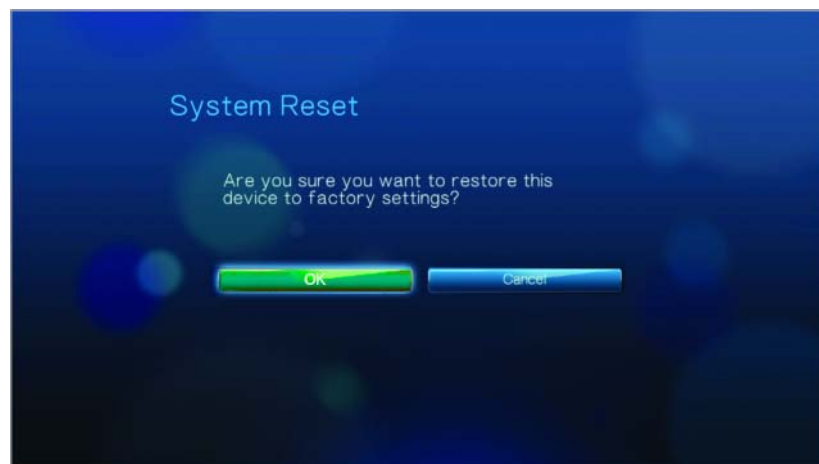 System Reset
Are you sure you want to restore this
device to factory settings?
OK
Cancel